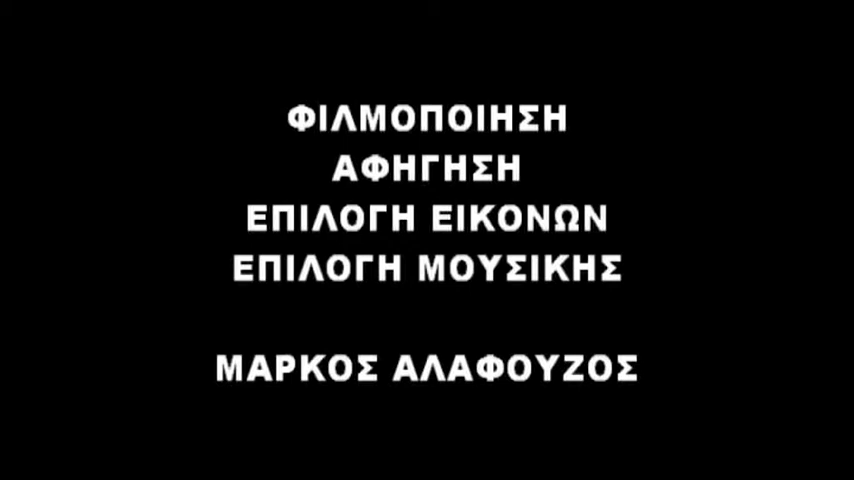 ΦΙΛΜΟΠΟΙΗΣΗ
ΑΦΗΓΗΣΗ
ΕΠΙΛΟΓΗ ΕΙΚΟΝΩΝ
ΕΠΙΛΟΓΗ ΜΟΥΣΙΚΗΣ
ΜΑΡΚΟΣ ΑΛΑΦΟΥΖΟΣ